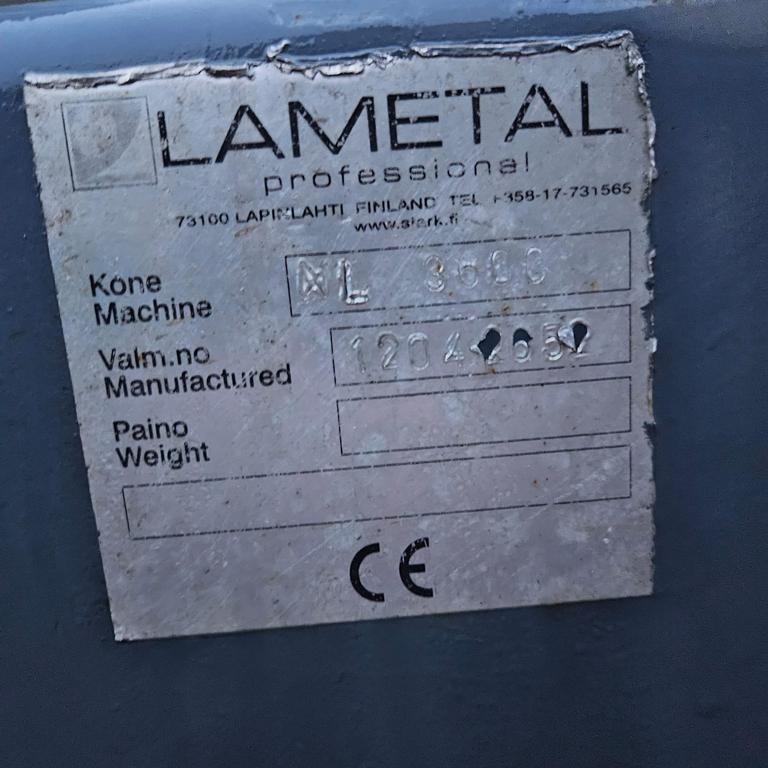 LAMETAL
professional
73100 LAPINLAHTI FINLAND TEL +358-17-731565
www.stark.fi
Kone
Machine
3600
Valm.no
Manufactured
Paino
Weight
CE